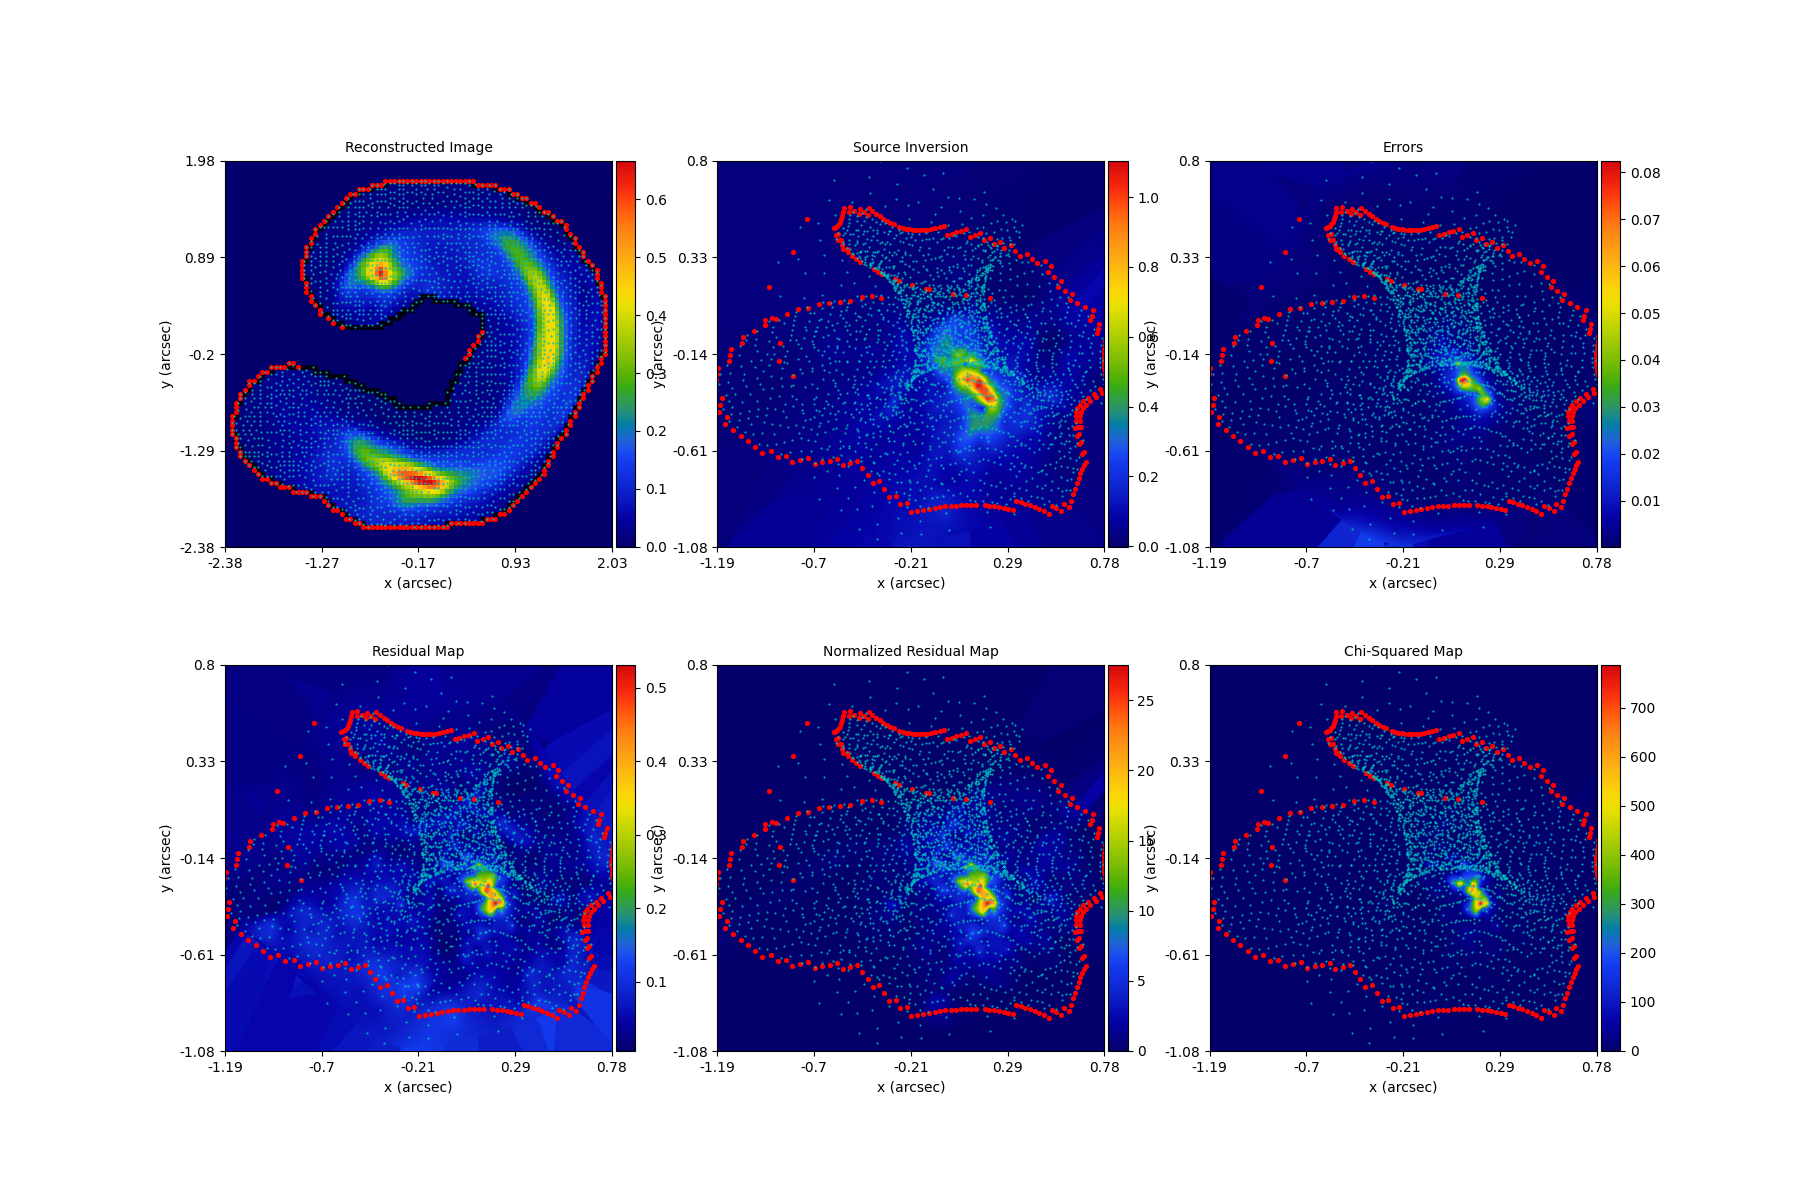 Reconstructed Image
Source Inversion
Errors
1.98
0.89
-0.2
-1.29
-2.38
y (arcsec)
-2.38 -1.27 -0.17 0.93 2.03
x (arcsec)
0.6
0.5
0.4
0.3
0.2
0.1
0.0
0.8
0.33
-0.14
-0.61
-1.08
y (arcsec)
-1.19 -0.7 -0.21 0.29 0.78
x (arcsec)
1.0
0.8
0.6
0.4
0.2
0.0
0.8
0.33
-0.14
-0.61
-1.08
y (arcsec)
-1.19 -0.7 -0.21 0.29 0.78
x (arcsec)
0.08
0.07
0.06
0.05
0.04
0.03
0.02
0.01
Residual Map
Normalized Residual Map
Chi-Squared Map
0.8
0.33
-0.14
-0.61
-1.08
y (arcsec)
-1.19 -0.7 -0.21 0.29 0.78
x (arcsec)
0.5
0.4
0.3
0.2
0.1
0.8
0.33
-0.14
-0.61
-1.08
y (arcsec)
-1.19 -0.7 -0.21 0.29 0.78
x (arcsec)
25
20
15
10
5
0
0.8
0.33
-0.14
-0.61
-1.08
y (arcsec)
-1.19 -0.7 -0.21 0.29 0.78
x (arcsec)
700
600
500
400
300
200
100
0